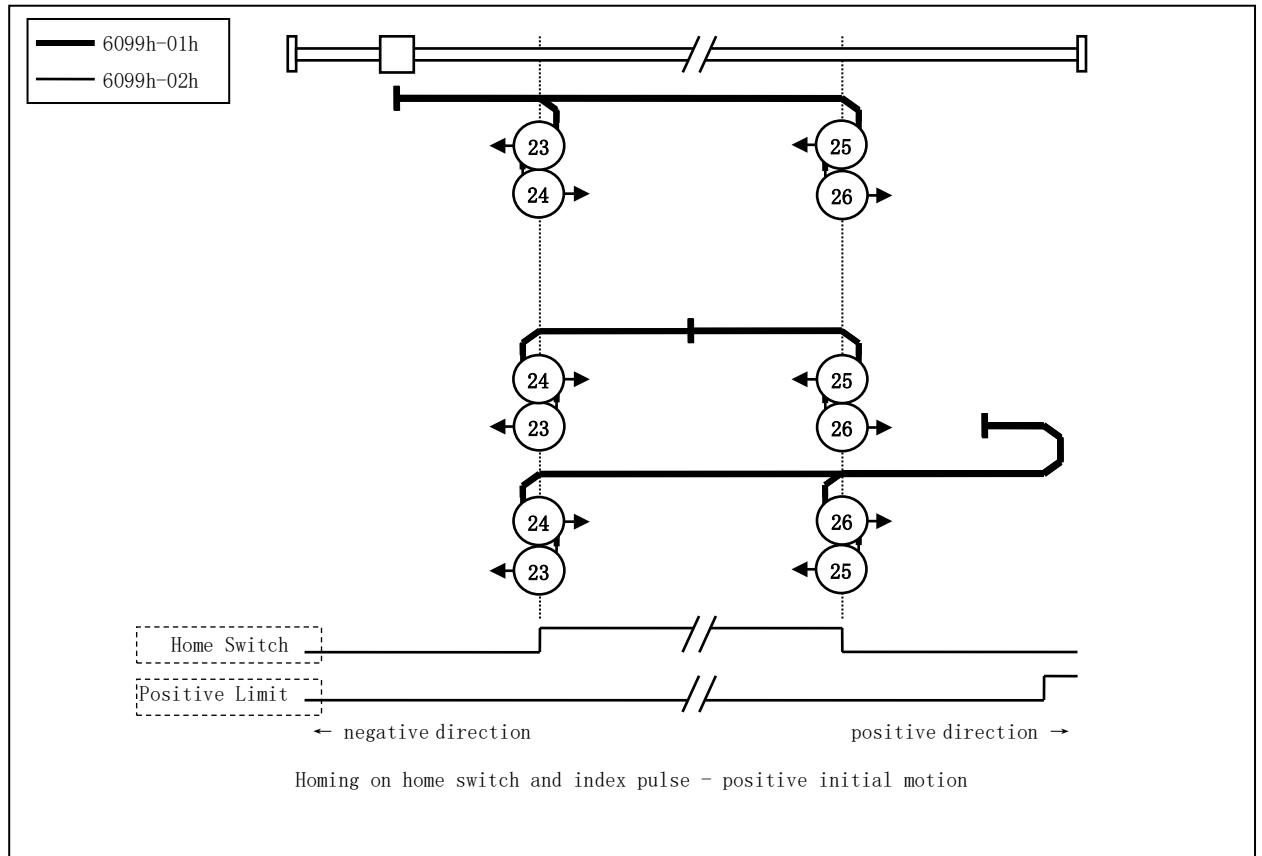 6099h-01h
6099h-02h
23
25
24
26
24
25
23
26
24
26
23
25
Home Switch
Positive Limit
← negative direction
positive direction →
Homing on home switch and index pulse – positive initial motion